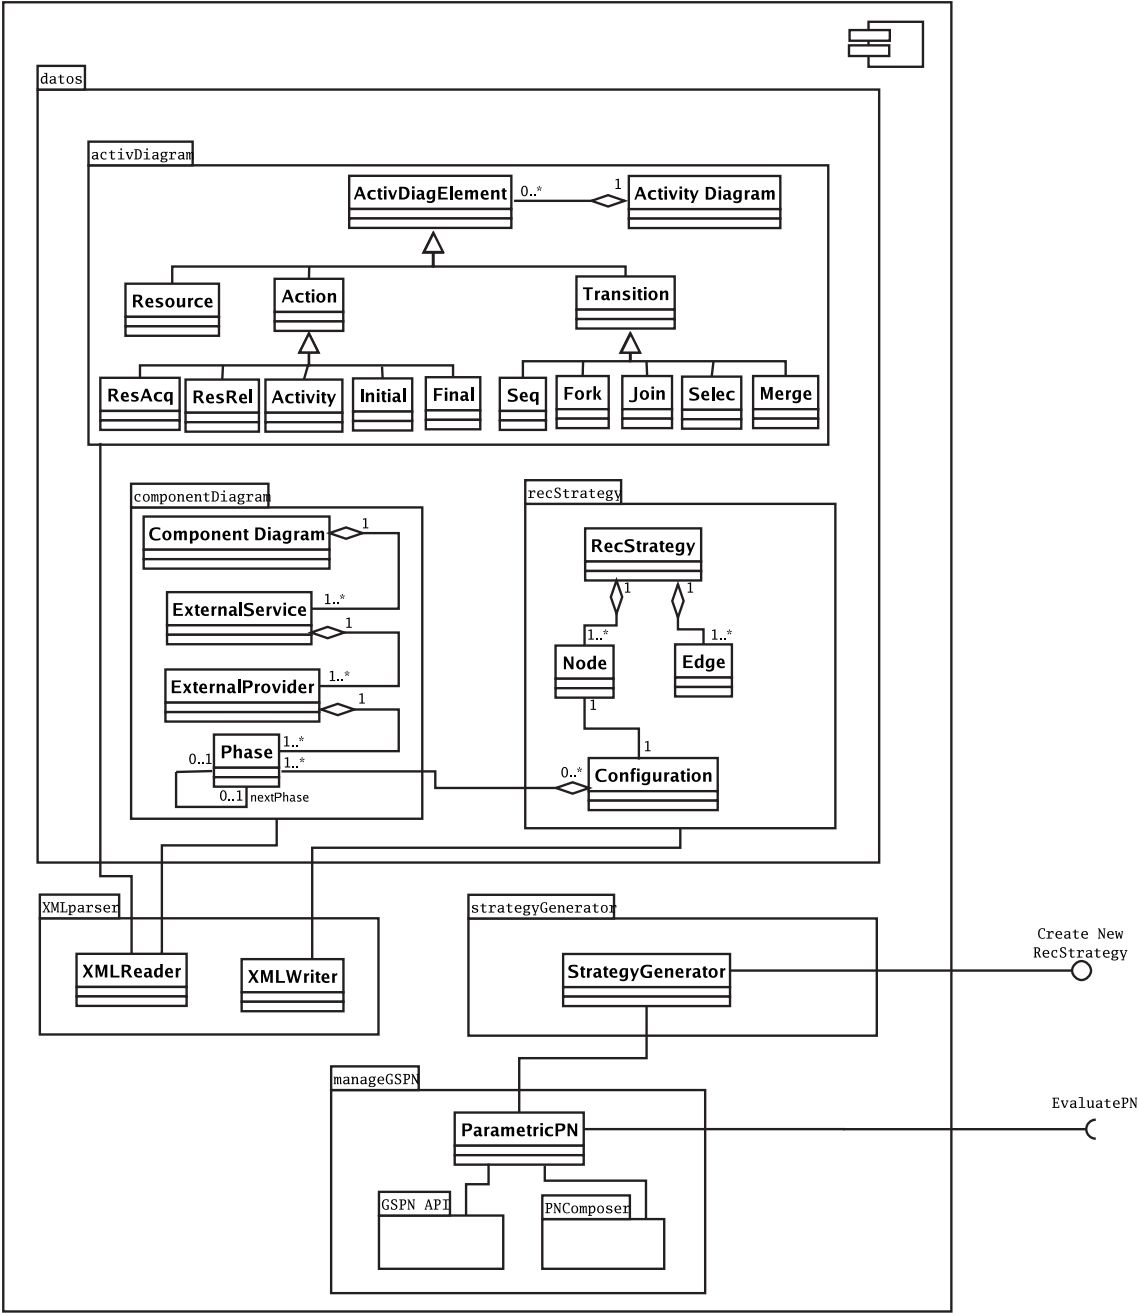 datos
activDiagram
ActivDiagElement
0..*
1
Activity Diagram
Resource
Action
Transition
ResAcq
ResRel
Activity
Initial
Final
Seq
Fork
Join
Selec
Merge
componentDiagram
Component Diagram
1
1..*
ExternalService
1
1..*
ExternalProvider
1
1..*
Phase
0..1
1..*
0..1
nextPhase
recStrategy
RecStrategy
1
1
1..*
1..*
Node
Edge
1
1
0..*
Configuration
XMLparser
XMLReader
XMLWriter
strategyGenerator
StrategyGenerator
Create New
RecStrategy
manageGSPN
ParametricPN
EvaluatePN
GSPN API
PNComposer